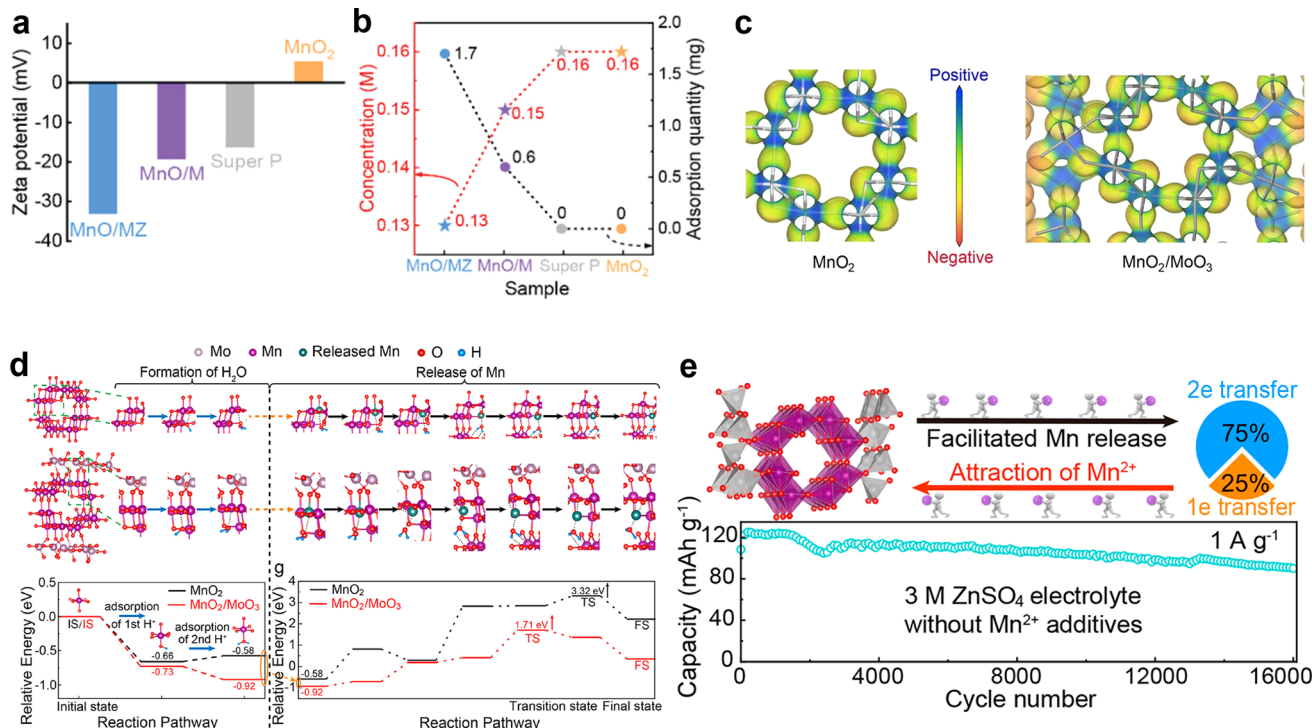 a
Zeta potential (mV)
10
0
-10
-20
-30
-40
MnO₂
MnO/MZ
MnO/M
Super P
b
Concentration (M)
0.16
0.15
0.14
0.13
1.7
0.16
0.16
0.15
0.6
0.13
0
0
2.0
1.5
1.0
0.5
0.0
Adsorption quantity (mg)
MnO/MZ
MnO/M
Super P
MnO₂
Sample
c
Positive
Negative
MnO₂
MnO₂/MoO₃
d
Mo
Mn
Released Mn
O
H
Formation of H₂O
Release of Mn
Relative Energy (eV)
0.5
0.0
-0.5
-1.0
MnO₂
MnO₂/MoO₃
IS/IS
adsorption
of 1st H⁺
adsorption
of 2nd H⁺
-0.66
-0.73
-0.58
-0.92
Initial state
Reaction Pathway
g
Relative Energy (eV)
4
3
2
0
-1
MnO₂
MnO₂/MoO₃
-0.58
-0.92
3.32 eV
TS
1.71 eV
TS
FS
FS
Transition state
Final state
Reaction Pathway
e
Facilitated Mn release
Attraction of Mn²⁺
2e transfer
75%
25%
1e transfer
Capacity (mAh g⁻¹)
120
80
40
0
1 A g⁻¹
3 M ZnSO₄ electrolyte
without Mn²⁺ additives
0
4000
8000
12000
16000
Cycle number